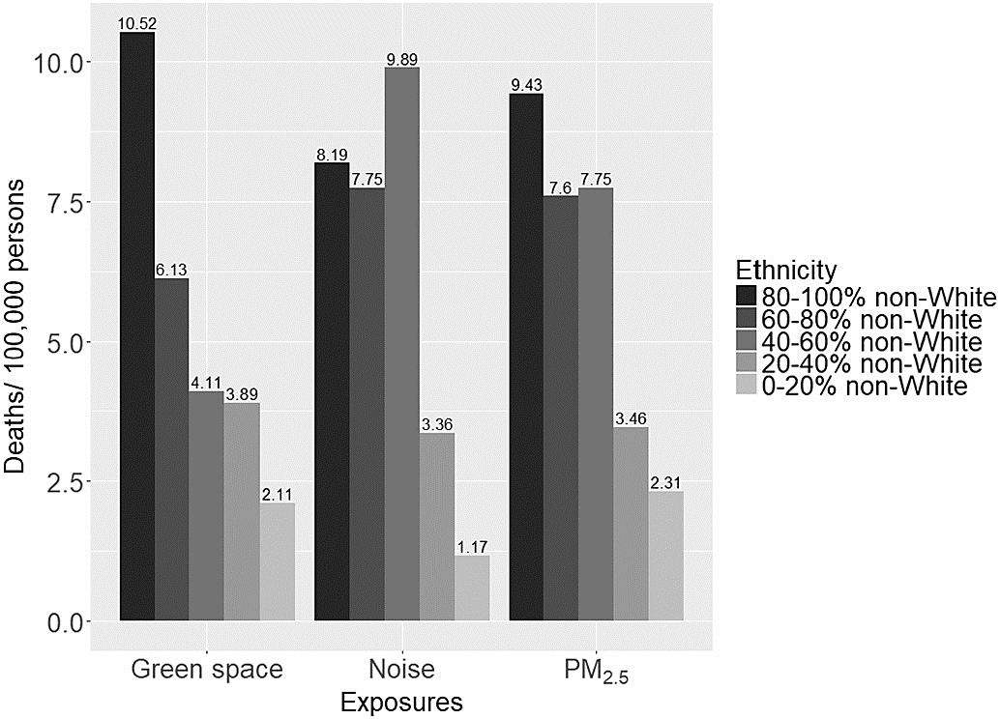 10.52
10.0
9.89
9.43
8.19
7.75
7.6
7.75
7.5
6.13
5.0
4.11
3.89
3.36
3.46
2.5
2.11
1.17
2.31
0.0
Deaths/ 100,000 persons
Green space
Noise
PM2.5
Exposures
Ethnicity
80-100% non-White
60-80% non-White
40-60% non-White
20-40% non-White
0-20% non-White